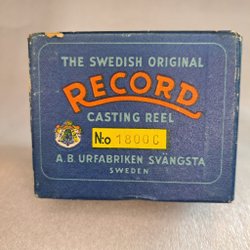 THE SWEDISH ORIGINAL
RECORD
CASTING REEL
No 1800 C
A.B. URFABRIKEN SVÄNGSTA
SWEDEN